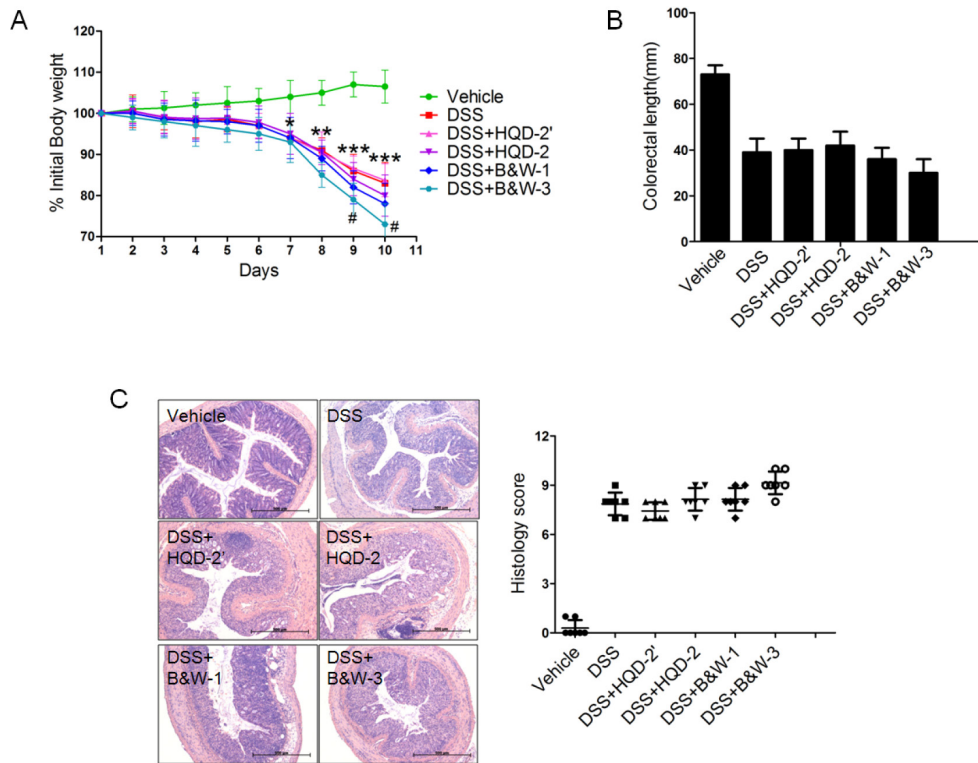 A
% Initial Body weight
120
110
100
90
80
70
1 2 3 4 5 6 7 8 9 10 11
Days
*
**
***
***
#
#
Vehicle
DSS
DSS+HQD-2'
DSS+HQD-2
DSS+B&W-1
DSS+B&W-3
B
Colorectal length(mm)
100
80
60
40
20
0
Vehicle
DSS
DSS+HQD-2'
DSS+HQD-2
DSS+B&W-1
DSS+B&W-3
C
Vehicle
DSS
DSS+
HQD-2'
DSS+
HQD-2
DSS+
B&W-1
DSS+
B&W-3
Histology score
12
9
6
3
0
Vehicle
DSS
DSS+HQD-2'
DSS+HQD-2
DSS+B&W-1
DSS+B&W-3